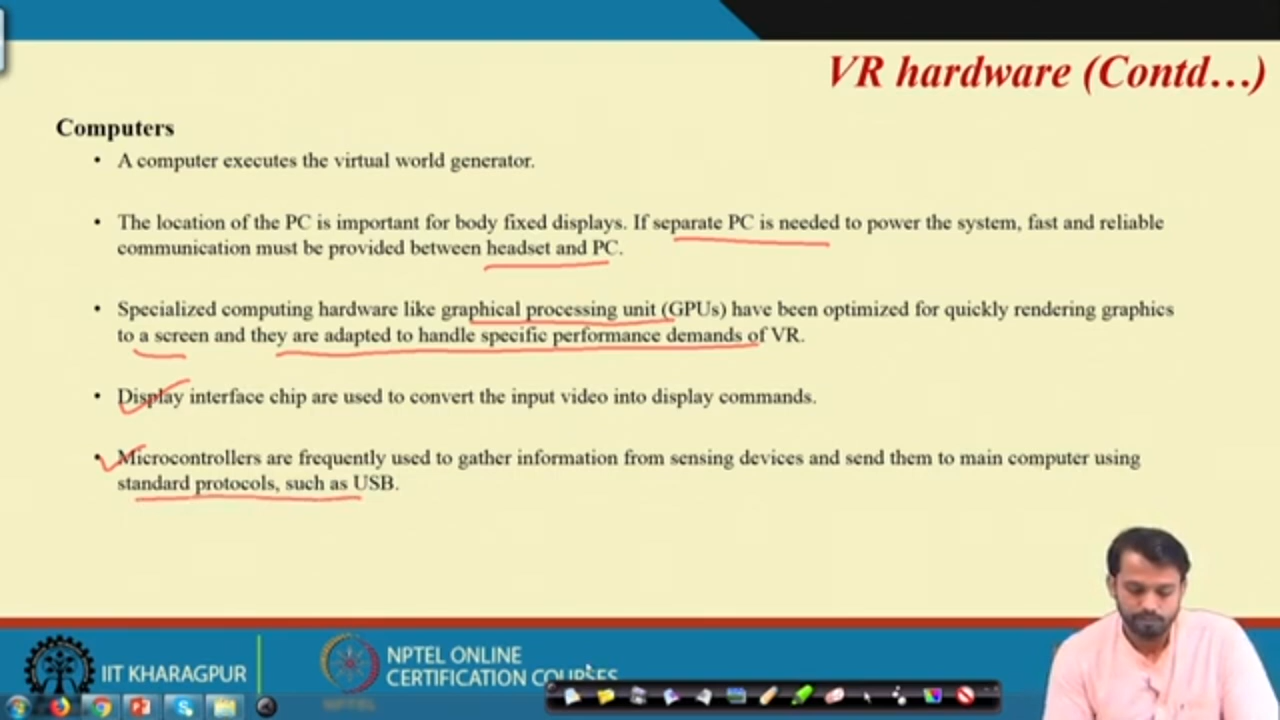 VR hardware (Contd...)
Computers
• A computer executes the virtual world generator.
• The location of the PC is important for body fixed displays. If separate PC is needed to power the system, fast and reliable
communication must be provided between headset and PC.
• Specialized computing hardware like graphical processing unit (GPUs) have been optimized for quickly rendering graphics
to a screen and they are adapted to handle specific performance demands of VR.
• Display interface chip are used to convert the input video into display commands.
• Microcontrollers are frequently used to gather information from sensing devices and send them to main computer using
standard protocols, such as USB.
IIT KHARAGPUR
NPTEL ONLINE
CERTIFICATION COURSES
NPTEL